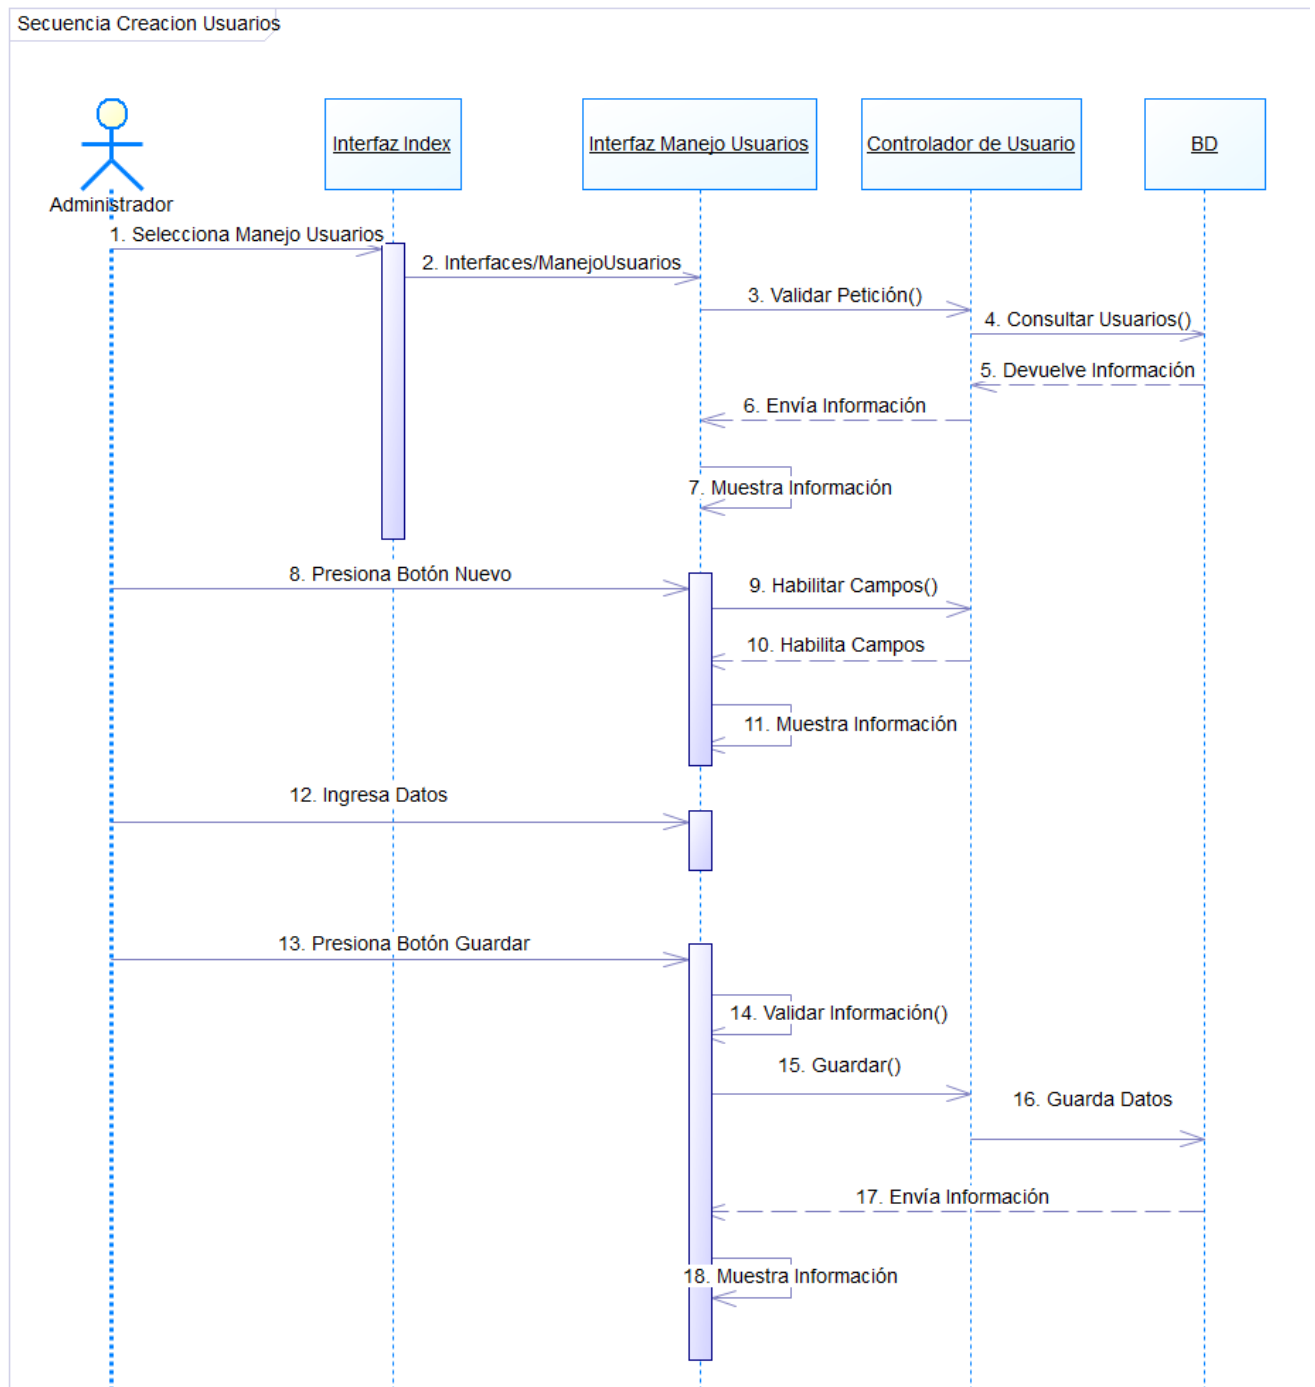 Secuencia Creacion Usuarios
Administrador
Interfaz Index
Interfaz Manejo Usuarios
Controlador de Usuario
BD
1. Selecciona Manejo Usuarios
2. Interfaces/ManejoUsuarios
3. Validar Petición()
4. Consultar Usuarios()
5. Devuelve Información
6. Envía Información
7. Muestra Información
8. Presiona Botón Nuevo
9. Habilitar Campos()
10. Habilita Campos
11. Muestra Información
12. Ingresa Datos
13. Presiona Botón Guardar
14. Validar Información()
15. Guardar()
16. Guarda Datos
17. Envía Información
18. Muestra Información